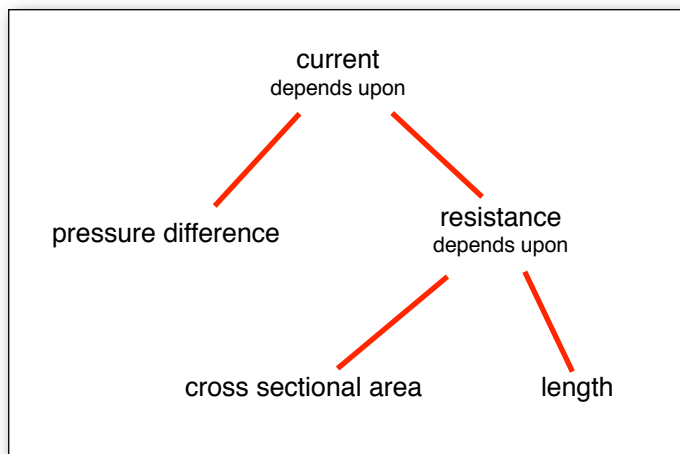 current
depends upon
pressure difference
resistance
depends upon
cross sectional area
length